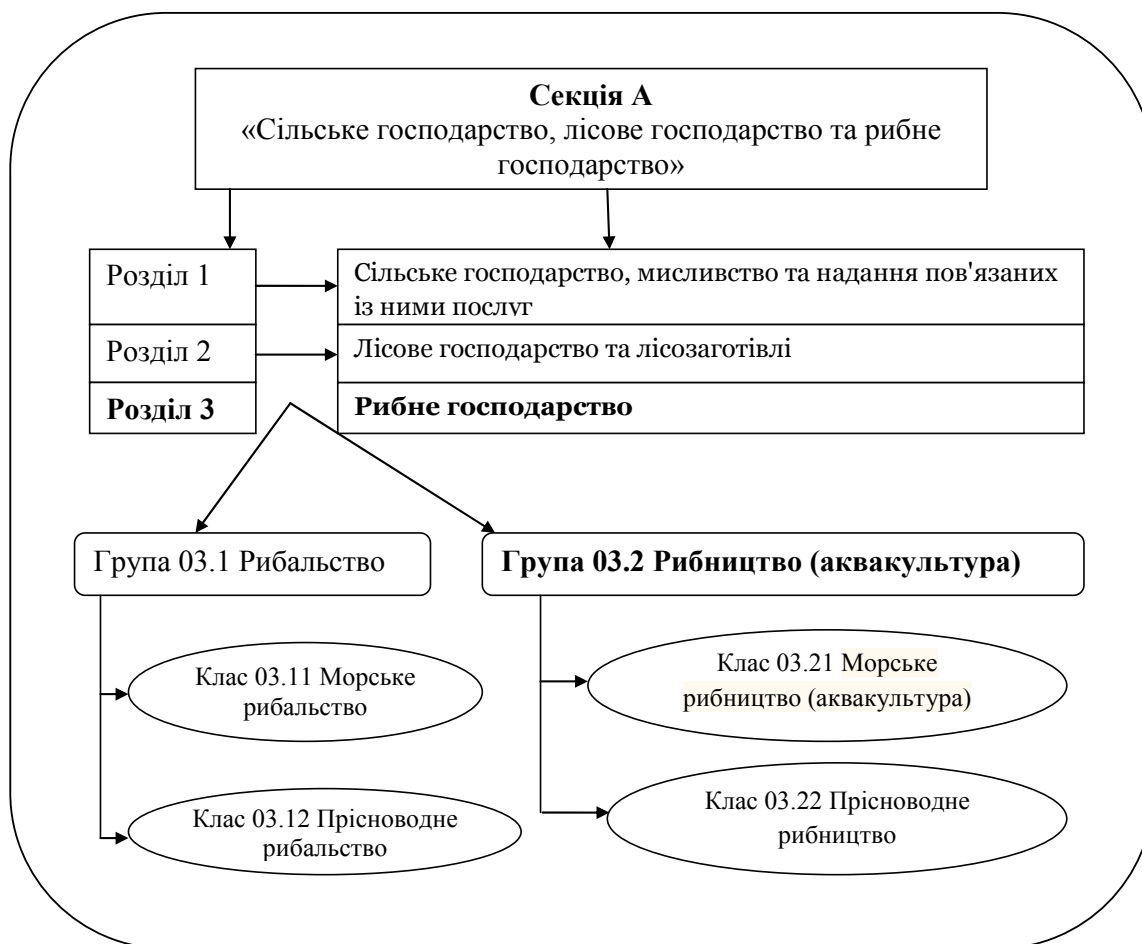 Секція А
«Сільське господарство, лісове господарство та рибне
господарство»
Розділ 1
Сільське господарство, мисливство та надання пов'язаних
із ними послуг
Розділ 2
Лісове господарство та лісозаготівлі
Розділ 3
Рибне господарство
Група 03.1 Рибальство
Група 03.2 Рибництво (аквакультура)
Клас 03.11 Морське
рибальство
Клас 03.21 Морське
рибництво (аквакультура)
Клас 03.12 Прісноводне
рибальство
Клас 03.22 Прісноводне
рибництво